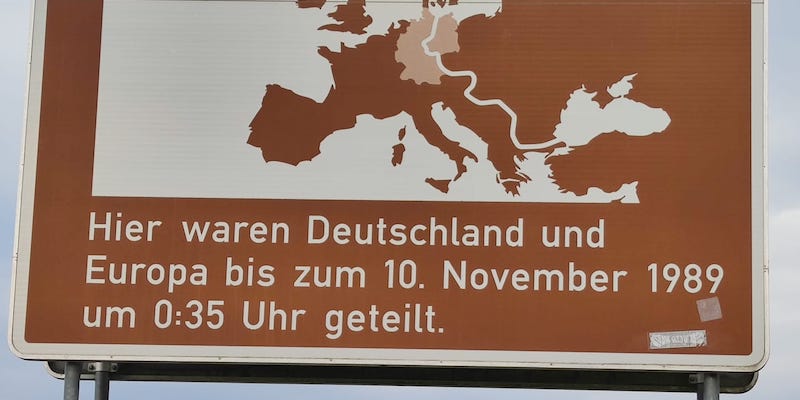 Hier waren Deutschland und
Europa bis zum 10. November 1989
um 0:35 Uhr geteilt.